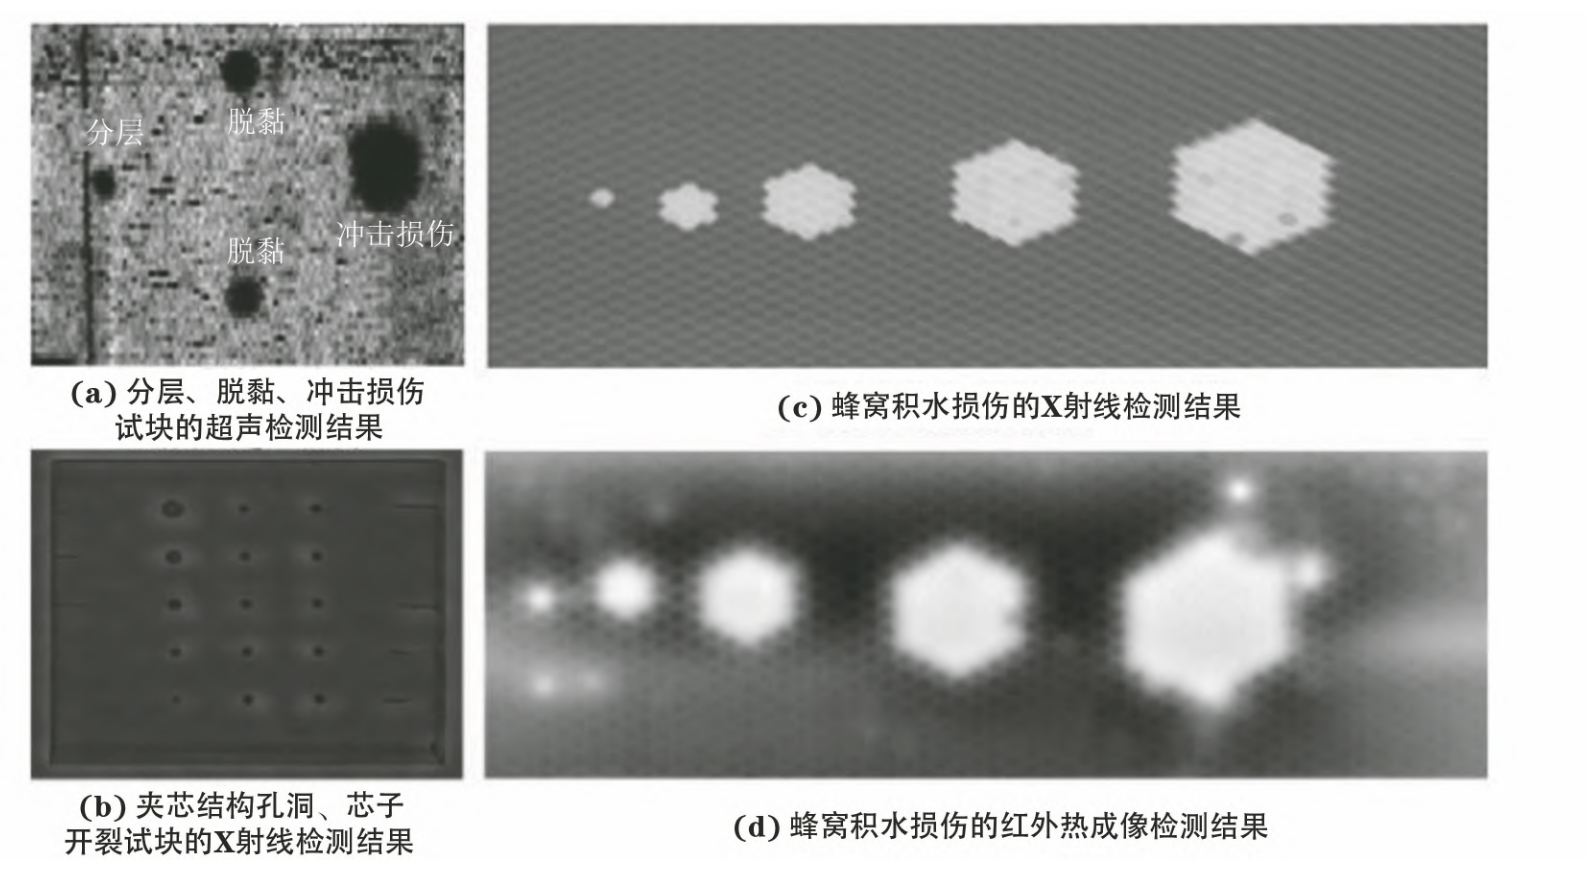 脱黏
分层
冲击损伤
脱黏
(a) 分层、脱黏、冲击损伤
试块的超声检测结果
(c) 蜂窝积水损伤的X射线检测结果
(b) 夹芯结构孔洞、芯子
开裂试块的X射线检测结果
(d) 蜂窝积水损伤的红外热成像检测结果